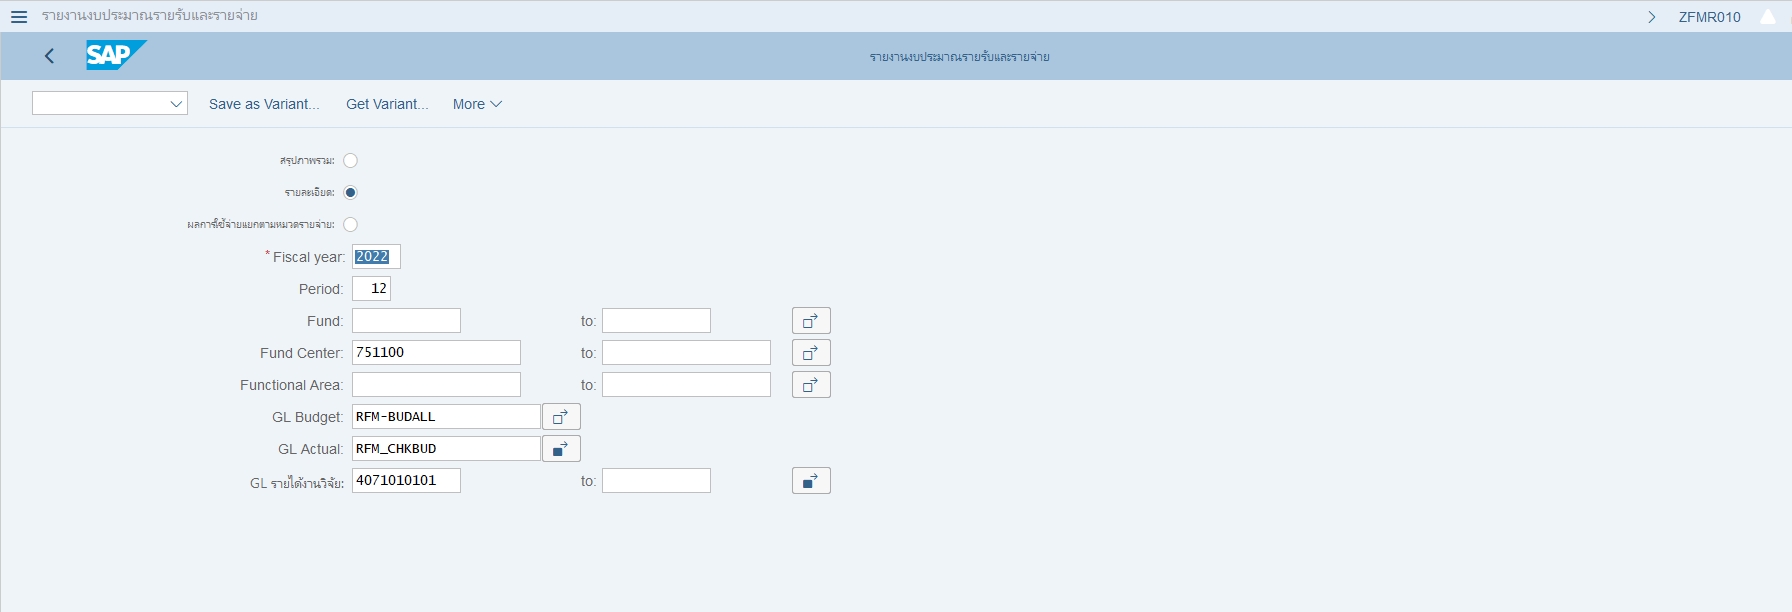 รายงานงบประมาณรายรับและรายจ่าย ZFMR010
SAP รายงานงบประมาณรายรับและรายจ่าย
Save as Variant... Get Variant... More
สรุปภาพรวม:
รายละเอียด:
ผลการใช้จ่ายแยกตามหมวดรายจ่าย:
* Fiscal year: 2022
Period: 12
Fund: to:
Fund Center: 751100 to:
Functional Area: to:
GL Budget: RFM-BUDALL
GL Actual: RFM_CHKBUD
GL รายได้งานวิจัย: 4071010101 to: